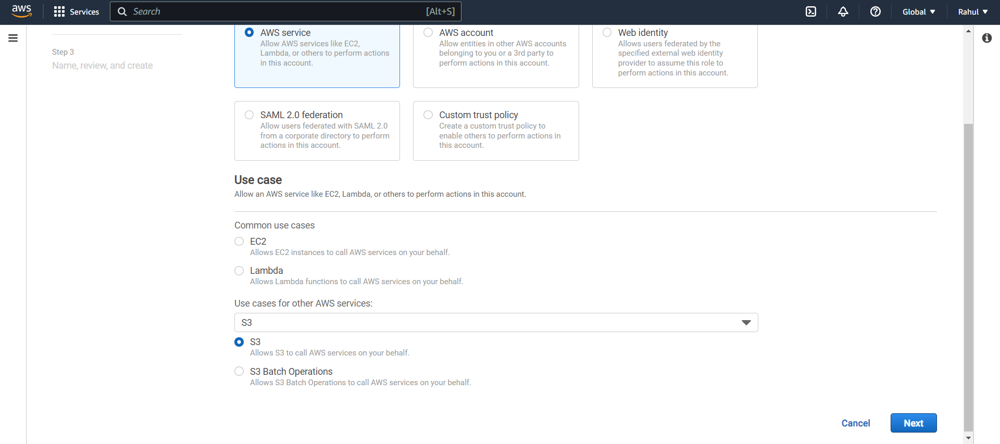 aws
Services
Search
[Alt+S]
Global
Rahul
Step 3
Name, review, and create
AWS service
Allow AWS services like EC2,
Lambda, or others to perform actions
in this account.
AWS account
Allow entities in other AWS accounts
belonging to you or a 3rd party to
perform actions in this account.
Web identity
Allows users federated by the
specified external web identity
provider to assume this role to
perform actions in this account.
SAML 2.0 federation
Allow users federated with SAML 2.0
from a corporate directory to perform
actions in this account.
Custom trust policy
Create a custom trust policy to
enable others to perform actions in
this account.
Use case
Allow an AWS service like EC2, Lambda, or others to perform actions in this account.
Common use cases
EC2
Allows EC2 instances to call AWS services on your behalf.
Lambda
Allows Lambda functions to call AWS services on your behalf.
Use cases for other AWS services:
S3
S3
Allows S3 to call AWS services on your behalf.
S3 Batch Operations
Allows S3 Batch Operations to call AWS services on your behalf.
Cancel
Next